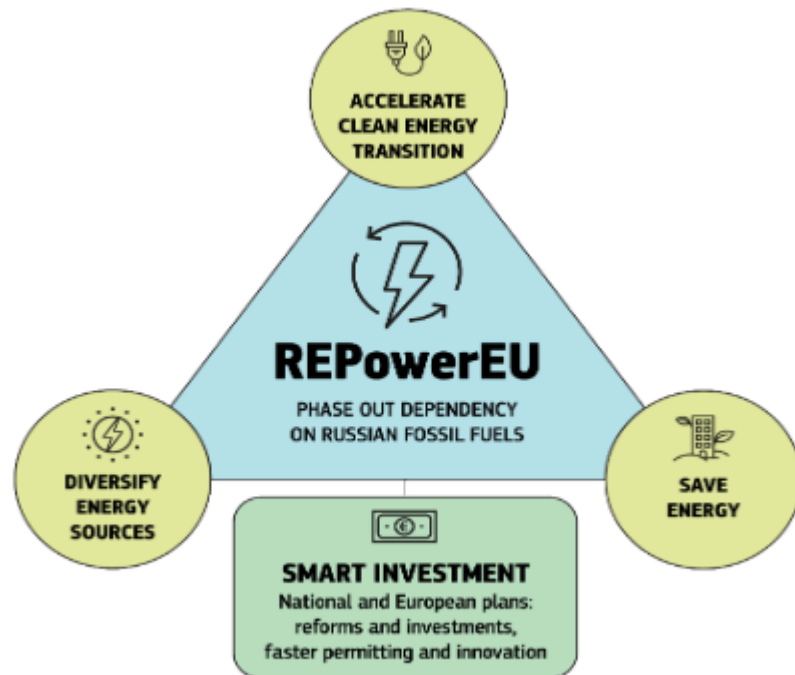 ACCELERATE
CLEAN ENERGY
TRANSITION
REPowerEU
PHASE OUT DEPENDENCY
ON RUSSIAN FOSSIL FUELS
DIVERSIFY
ENERGY
SOURCES
SAVE
ENERGY
SMART INVESTMENT
National and European plans:
reforms and investments,
faster permitting and innovation